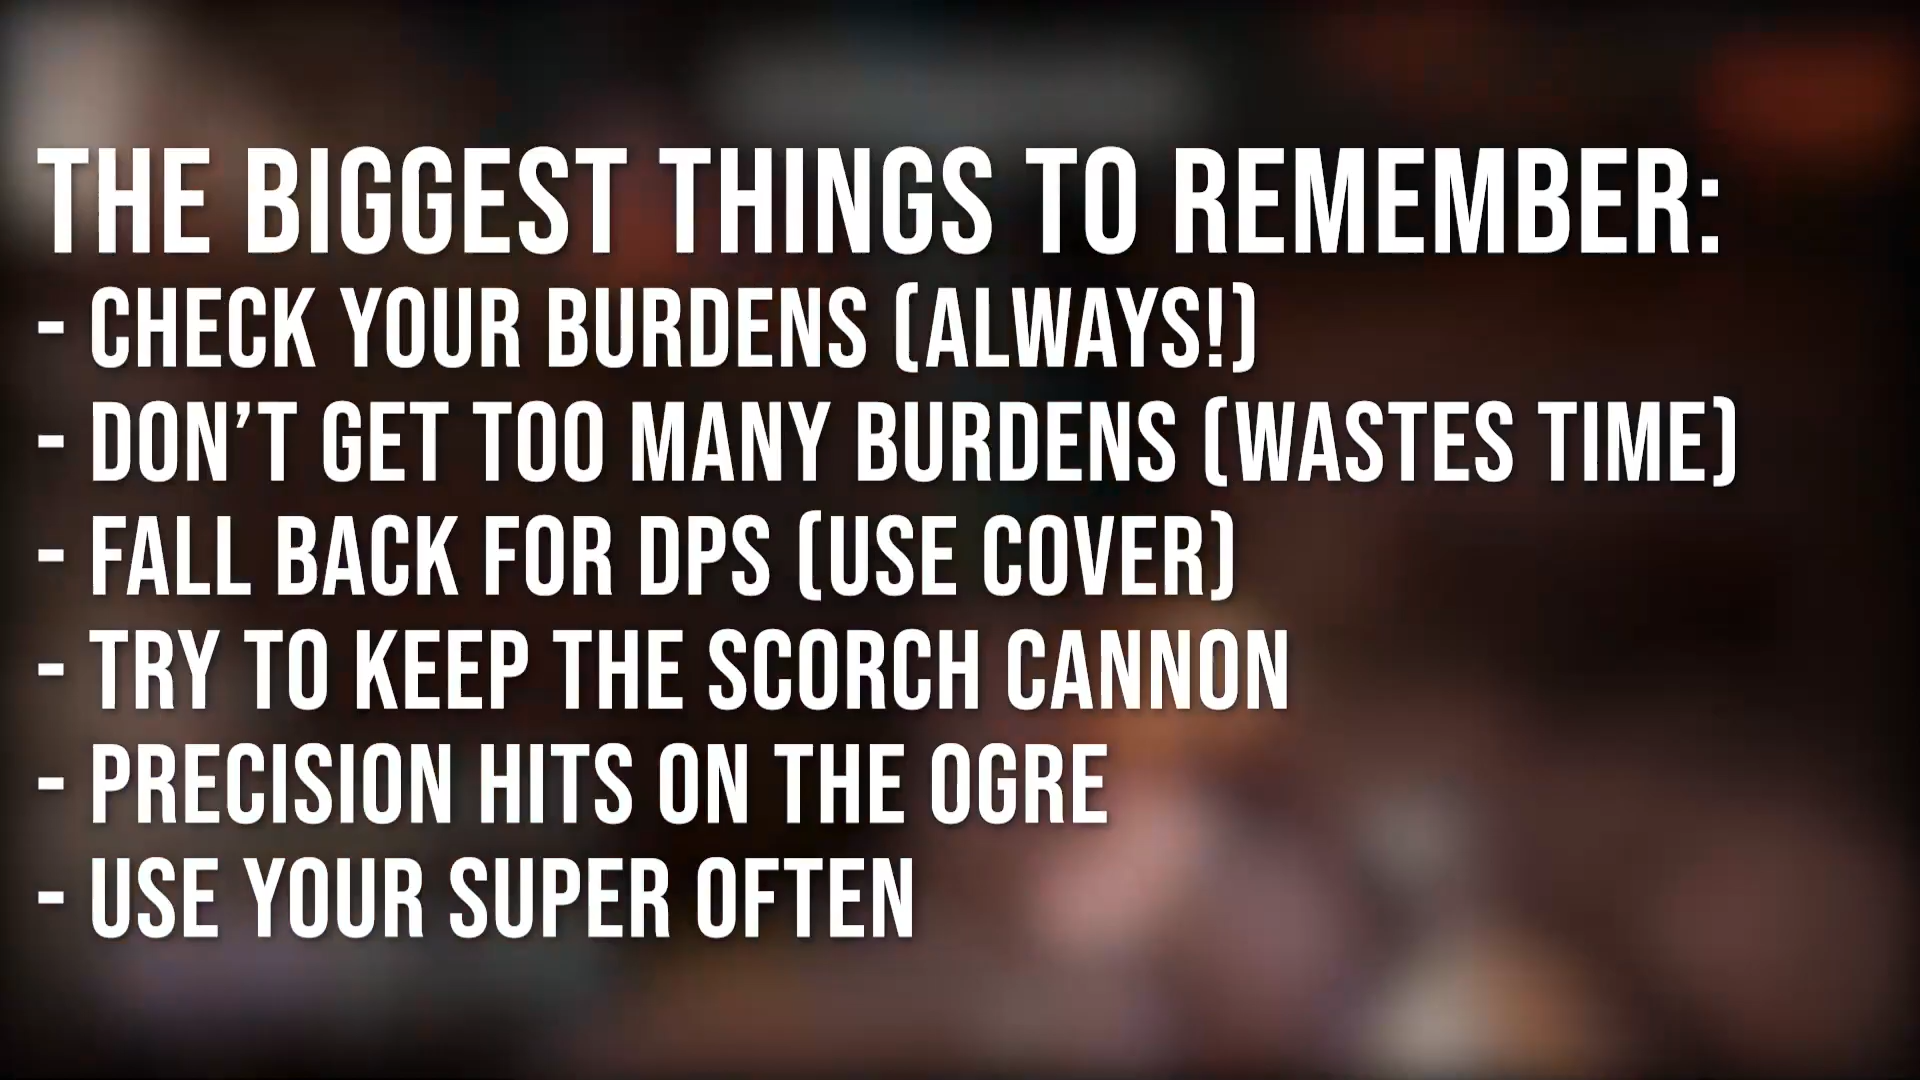 THE BIGGEST THINGS TO REMEMBER:
- CHECK YOUR BURDENS (ALWAYS!)
- DON’T GET TOO MANY BURDENS (WASTES TIME)
- FALL BACK FOR DPS (USE COVER)
- TRY TO KEEP THE SCORCH CANNON
- PRECISION HITS ON THE OGRE
- USE YOUR SUPER OFTEN